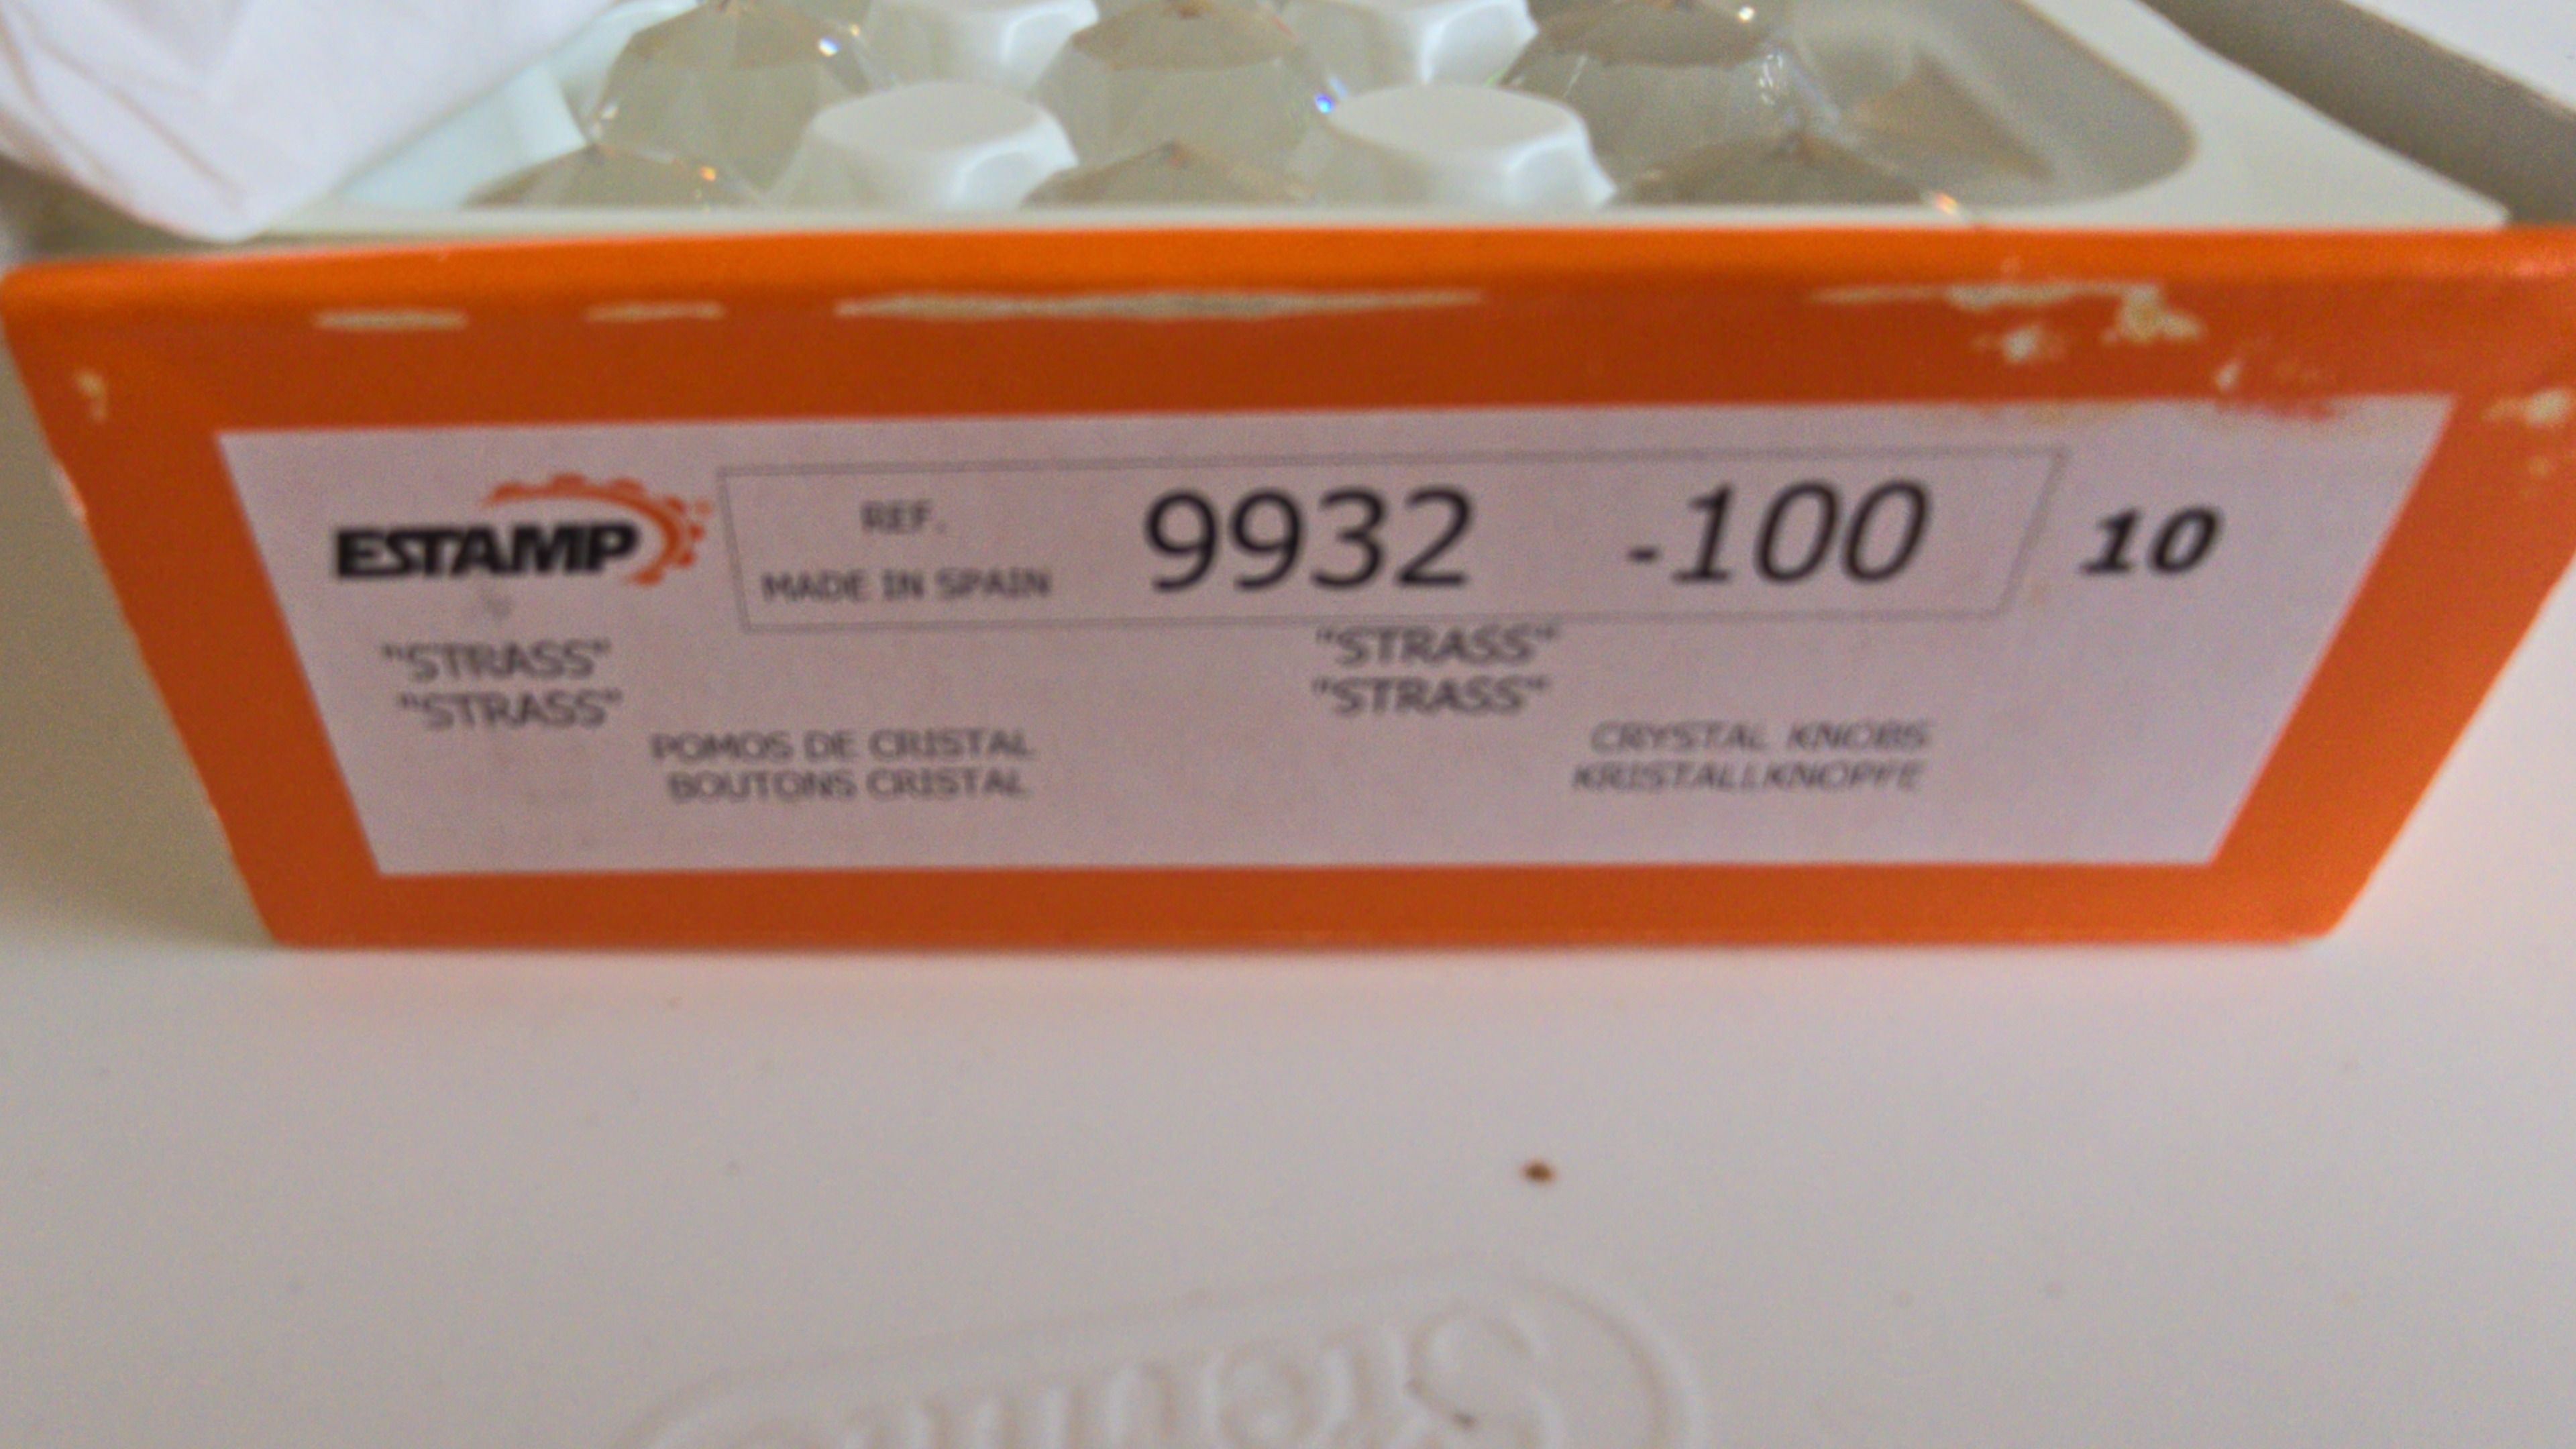 ESTAMP
REF.
MADE IN SPAIN
9932 -100 10
"STRASS" "STRASS"
"STRASS" "STRASS"
POMOS DE CRISTAL CRYSTAL KNOBS
BOUTONS CRISTAL KRISTALLKNOPFE